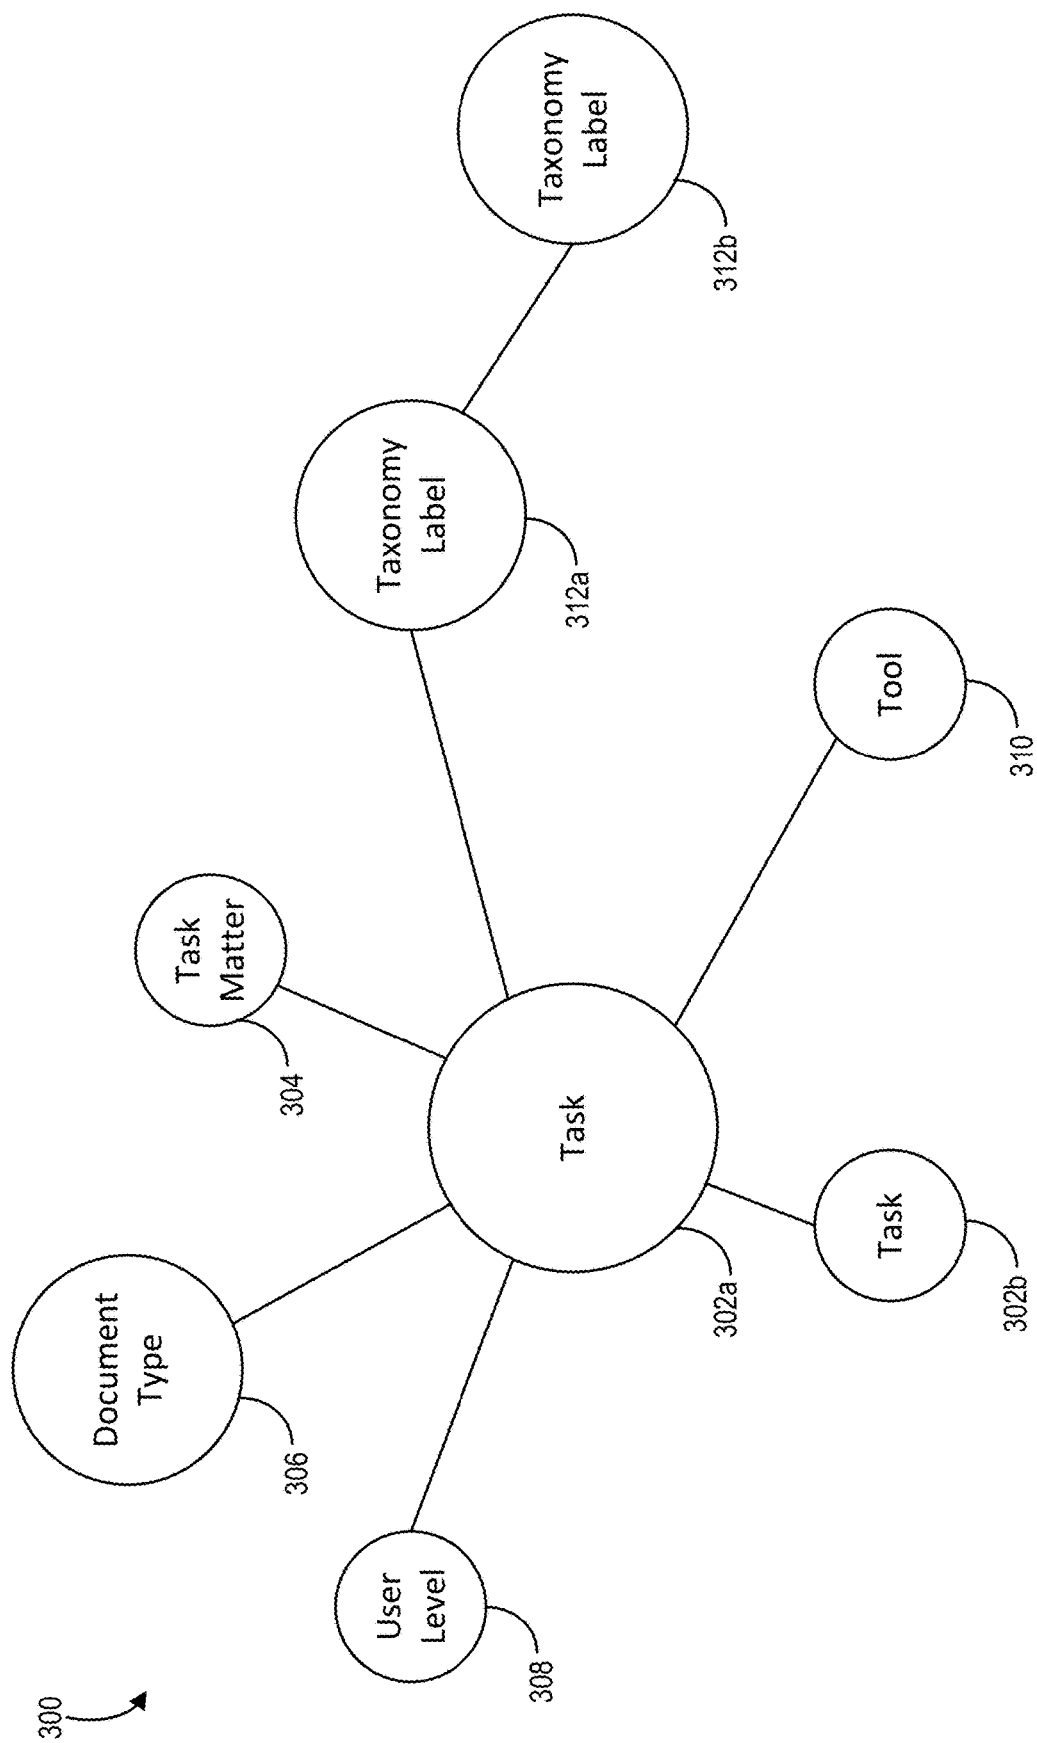 300
Document
Type
306
Task
Matter
304
User
Level
308
Taxonomy
Label
312a
Taxonomy
Label
312b
Task
302a
Task
302b
Tool
310